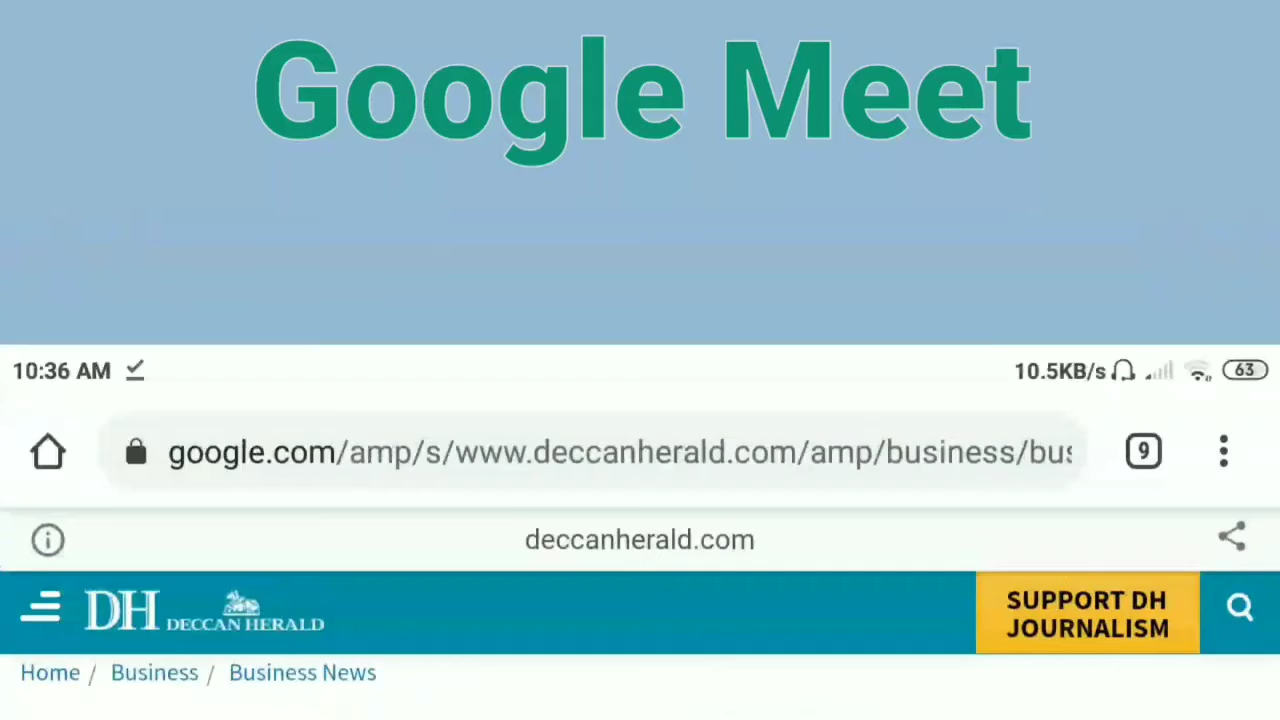 Google Meet
10:36 AM 10.5KB/s 63
google.com/amp/s/www.deccanherald.com/amp/business/bus
9
deccanherald.com
DH DECCAN HERALD
SUPPORT DH
JOURNALISM
Home / Business / Business News